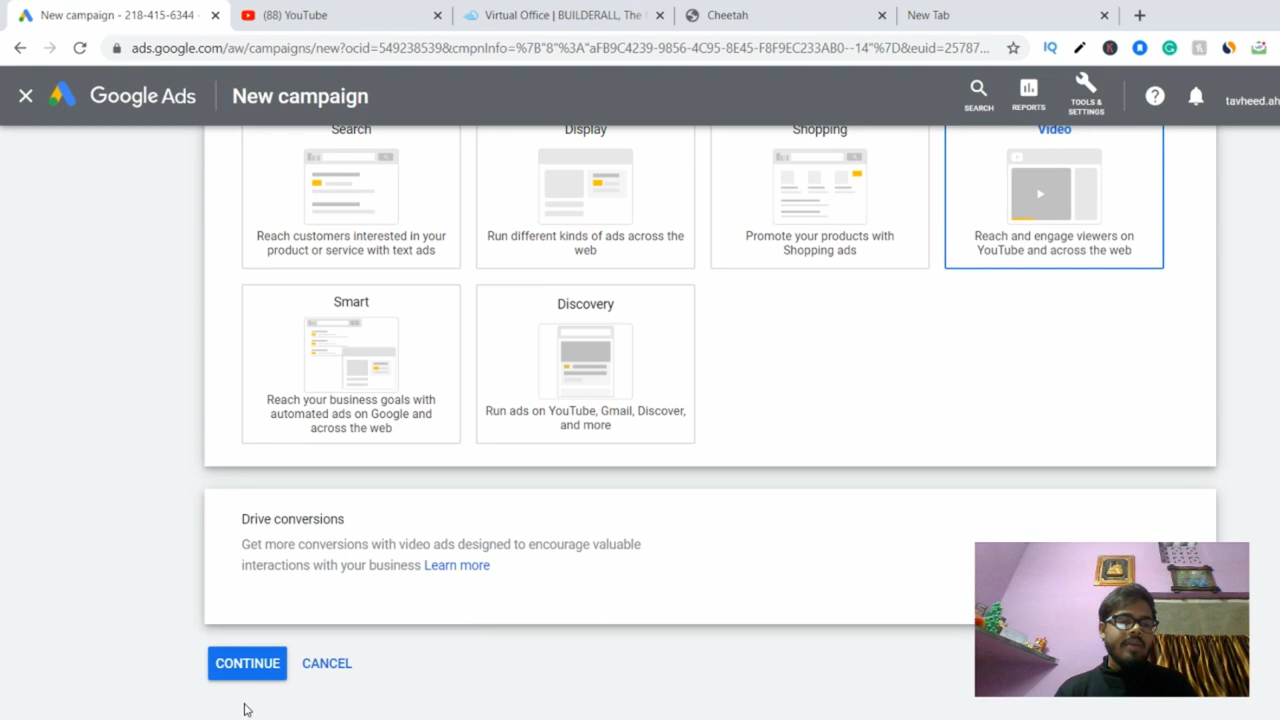 New campaign - 218-415-6344
(88) YouTube
Virtual Office | BUILDERALL, The
Cheetah
New Tab
ads.google.com/aw/campaigns/new?ocid=549238539&cmpnInfo=%7B"8"%3A"aFB9C4239-9856-4C95-8E45-F8F9EC233AB0--14"%7D&euid=25787...
IQ
Google Ads
New campaign
SEARCH
REPORTS
TOOLS &
SETTINGS
tavheed.ah
Search
Display
Shopping
Video
Reach customers interested in your
product or service with text ads
Run different kinds of ads across the
web
Promote your products with
Shopping ads
Reach and engage viewers on
YouTube and across the web
Smart
Discovery
Reach your business goals with
automated ads on Google and
across the web
Run ads on YouTube, Gmail, Discover,
and more
Drive conversions
Get more conversions with video ads designed to encourage valuable
interactions with your business Learn more
CONTINUE
CANCEL